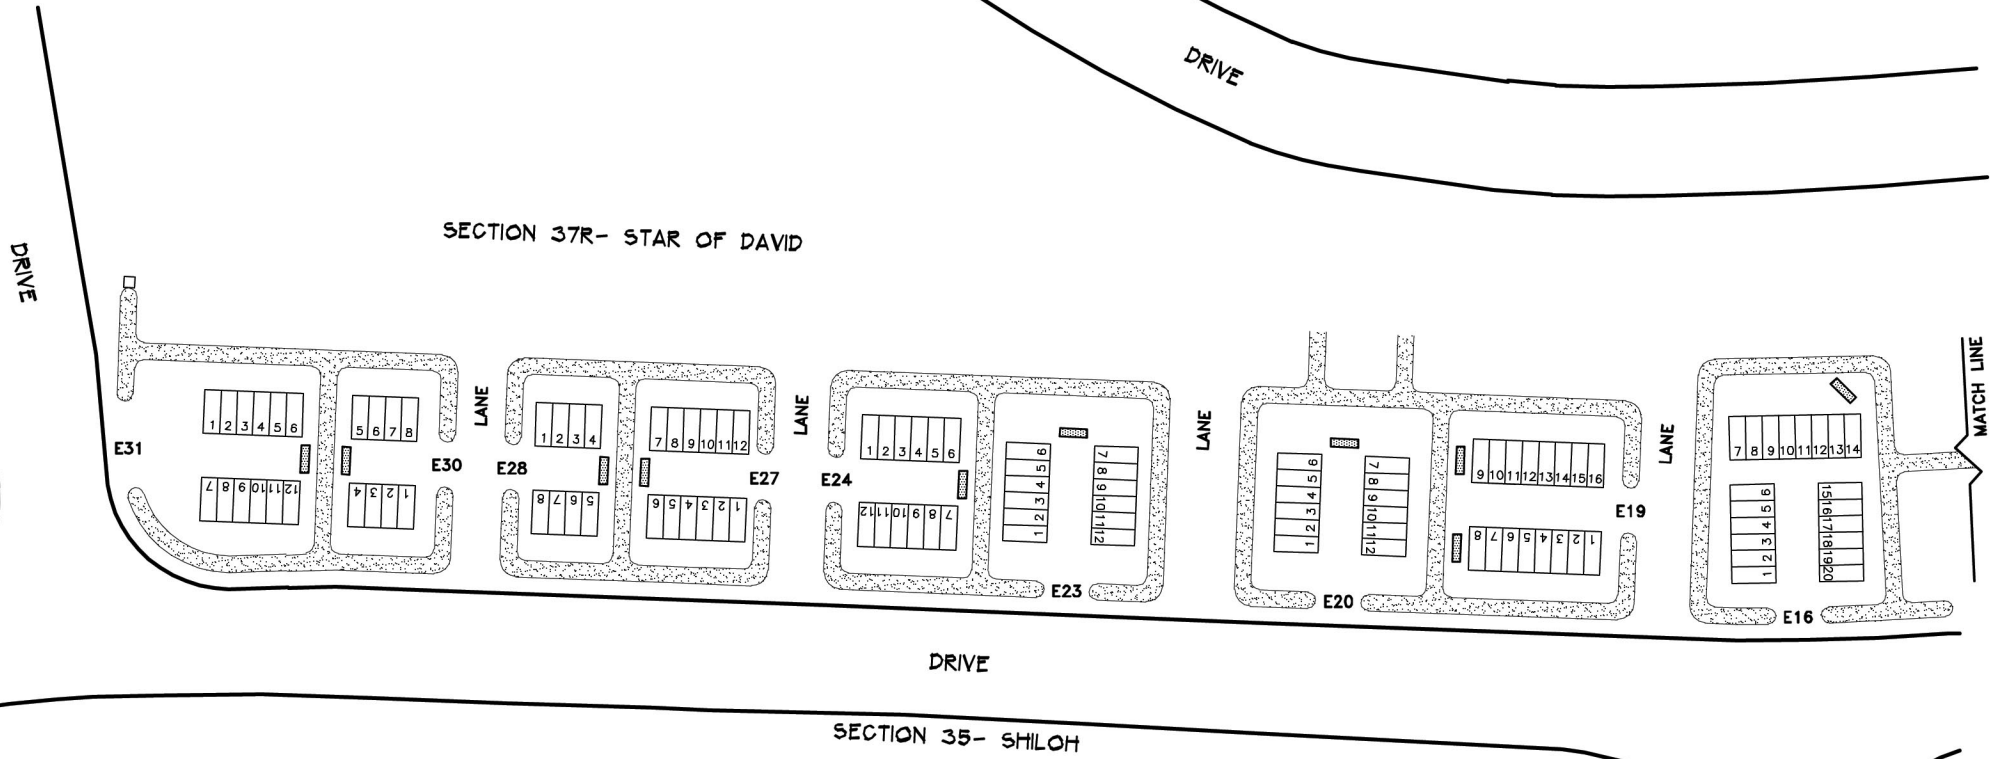 DRIVE
DRIVE
SECTION 37R- STAR OF DAVID
MATCH LINE
E31
1 2 3 4 5 6
7 8 9 10 11 12
5 6 7 8
4 3 2 1
E30
LANE
E28
1 2 3 4
8 7 6 5
7 8 9 10 11 12
6 5 4 3 2 1
E27
LANE
E24
1 2 3 4 5 6
12 11 10 9 8 7
6
5
4
3
2
1
7
8
9
10
11
12
E23
LANE
6
5
4
3
2
1
7
8
9
10
11
12
E20
9 10 11 12 13 14 15 16
8 7 6 5 4 3 2 1
E19
LANE
7 8 9 10 11 12 13 14
6
5
4
3
2
1
15
16
17
18
19
20
E16
DRIVE
SECTION 35- SHILOH